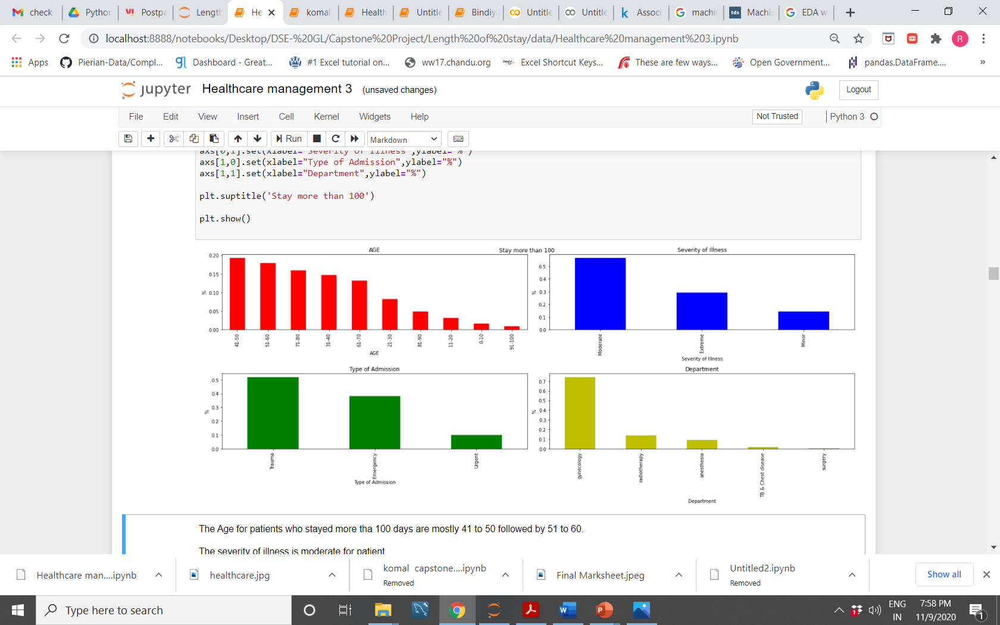 check
Python
Postpa
Length
He
komal
Health
Untitle
Bindiy
Untitle
Untitle
Associ
machi
Machi
EDA w
localhost:8888/notebooks/Desktop/DSE-%20GL/Capstone%20Project/Length%20of%20stay/data/Healthcare%20management%203.ipynb
R
Apps
Pierian-Data/Compl...
Dashboard - Great...
#1 Excel tutorial on...
ww17.chandu.org
Excel Shortcut Keys...
These are few ways...
Open Government...
pandas.DataFrame....
»
jupyter Healthcare management 3 (unsaved changes)
Logout
File Edit View Insert Cell Kernel Widgets Help
Not Trusted
Python 3
Run
Markdown
axs[0,1].set(xlabel="Severity of Illness",ylabel="%")
axs[1,0].set(xlabel="Type of Admission",ylabel="%")
axs[1,1].set(xlabel="Department",ylabel="%")
plt.suptitle('Stay more than 100')
plt.show()
Stay more than 100
AGE
0.20
0.15
0.10
0.05
0.00
%
41-50
51-60
71-80
31-40
61-70
21-30
81-90
11-20
0-10
91-100
AGE
Severity of Illness
0.5
0.4
0.3
0.2
0.1
0.0
%
Moderate
Extreme
Minor
Severity of Illness
Type of Admission
0.5
0.4
0.3
0.2
0.1
0.0
%
Trauma
Emergency
Urgent
Type of Admission
Department
0.7
0.6
0.5
0.4
0.3
0.2
0.1
0.0
%
gynecology
radiotherapy
anesthesia
TB & Chest disease
surgery
Department
The Age for patients who stayed more tha 100 days are mostly 41 to 50 followed by 51 to 60.
The severity of illness is moderate for patient
Healthcare man....ipynb
healthcare.jpg
komal capstone....ipynb
Removed
Final Marksheet.jpeg
Untitled2.ipynb
Removed
Show all
Type here to search
ENG
IN
7:58 PM
11/9/2020
1